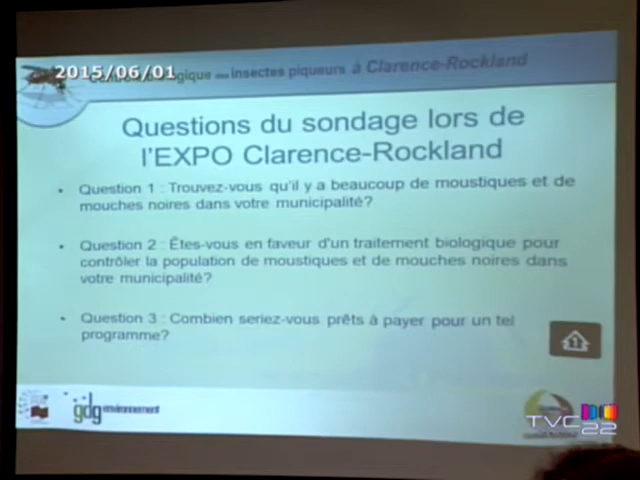 2015/06/01
ogique des insectes piqueurs à Clarence-Rockland
Questions du sondage lors de
l'EXPO Clarence-Rockland
• Question 1 : Trouvez-vous qu'il y a beaucoup de moustiques et de
mouches noires dans votre municipalité?
• Question 2 : Êtes-vous en faveur d'un traitement biologique pour
contrôler la population de moustiques et de mouches noires dans
votre municipalité?
• Question 3 : Combien seriez-vous prêts à payer pour un tel
programme?
1
gdg environnement
TVC22